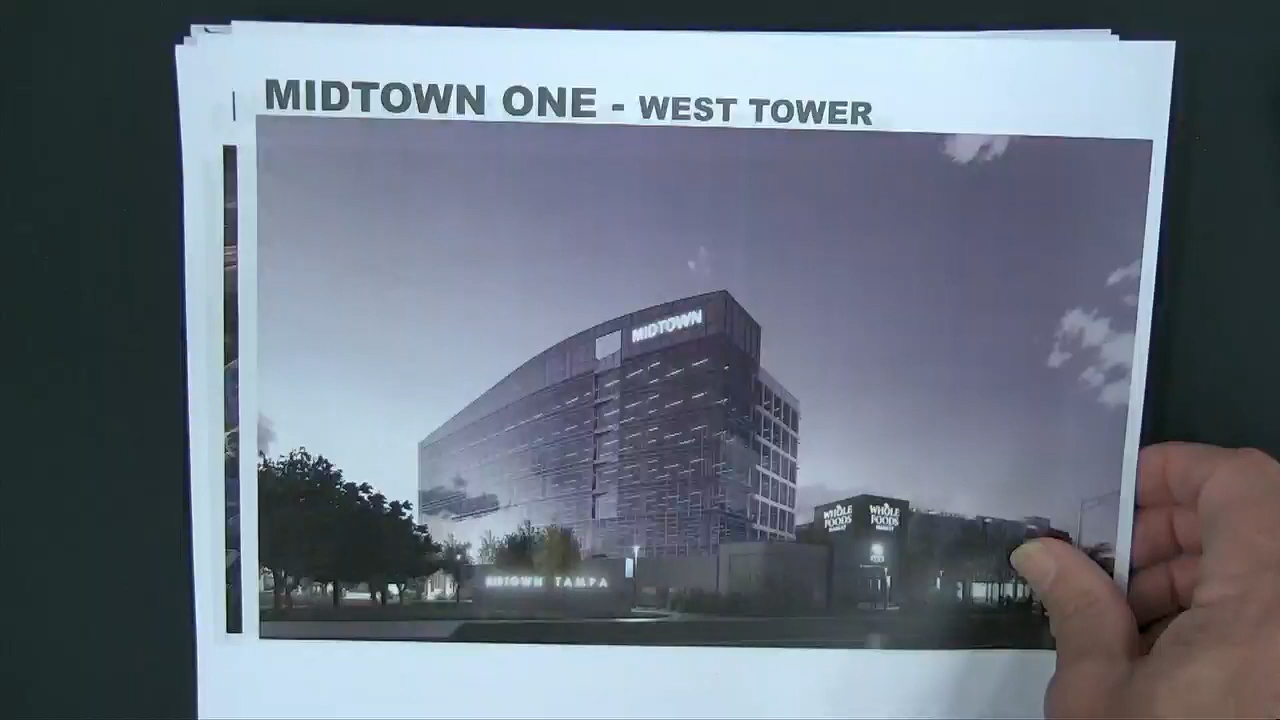 MIDTOWN ONE - WEST TOWER
MIDTOWN
WHOLE
FOODS
MARKET
WHOLE
FOODS
MARKET
MIDTOWN TAMPA